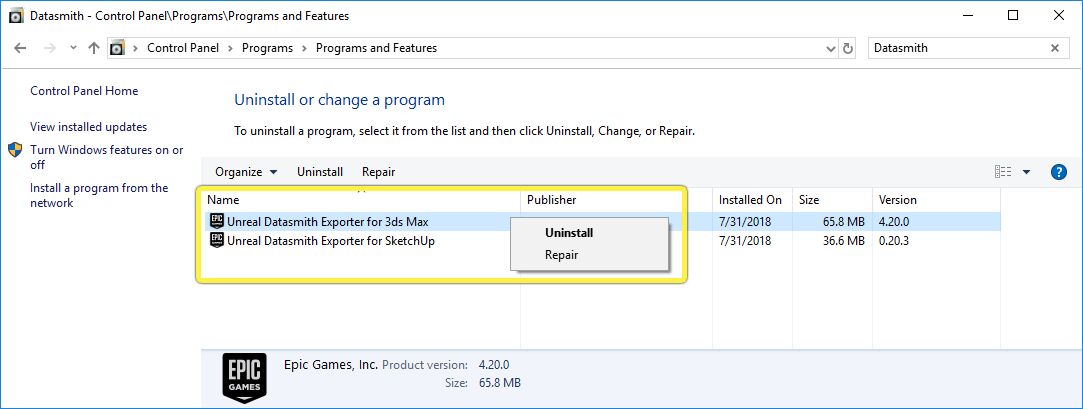 Datasmith - Control Panel\Programs\Programs and Features
Control Panel > Programs > Programs and Features
Datasmith
Control Panel Home
View installed updates
Turn Windows features on or
off
Install a program from the
network
Uninstall or change a program
To uninstall a program, select it from the list and then click Uninstall, Change, or Repair.
Organize Uninstall Repair
Name Publisher Installed On Size Version
EPIC GAMES Unreal Datasmith Exporter for 3ds Max 7/31/2018 65.8 MB 4.20.0
EPIC GAMES Unreal Datasmith Exporter for SketchUp 7/31/2018 36.6 MB 0.20.3
Uninstall
Repair
EPIC
GAMES
Epic Games, Inc. Product version: 4.20.0
Size: 65.8 MB